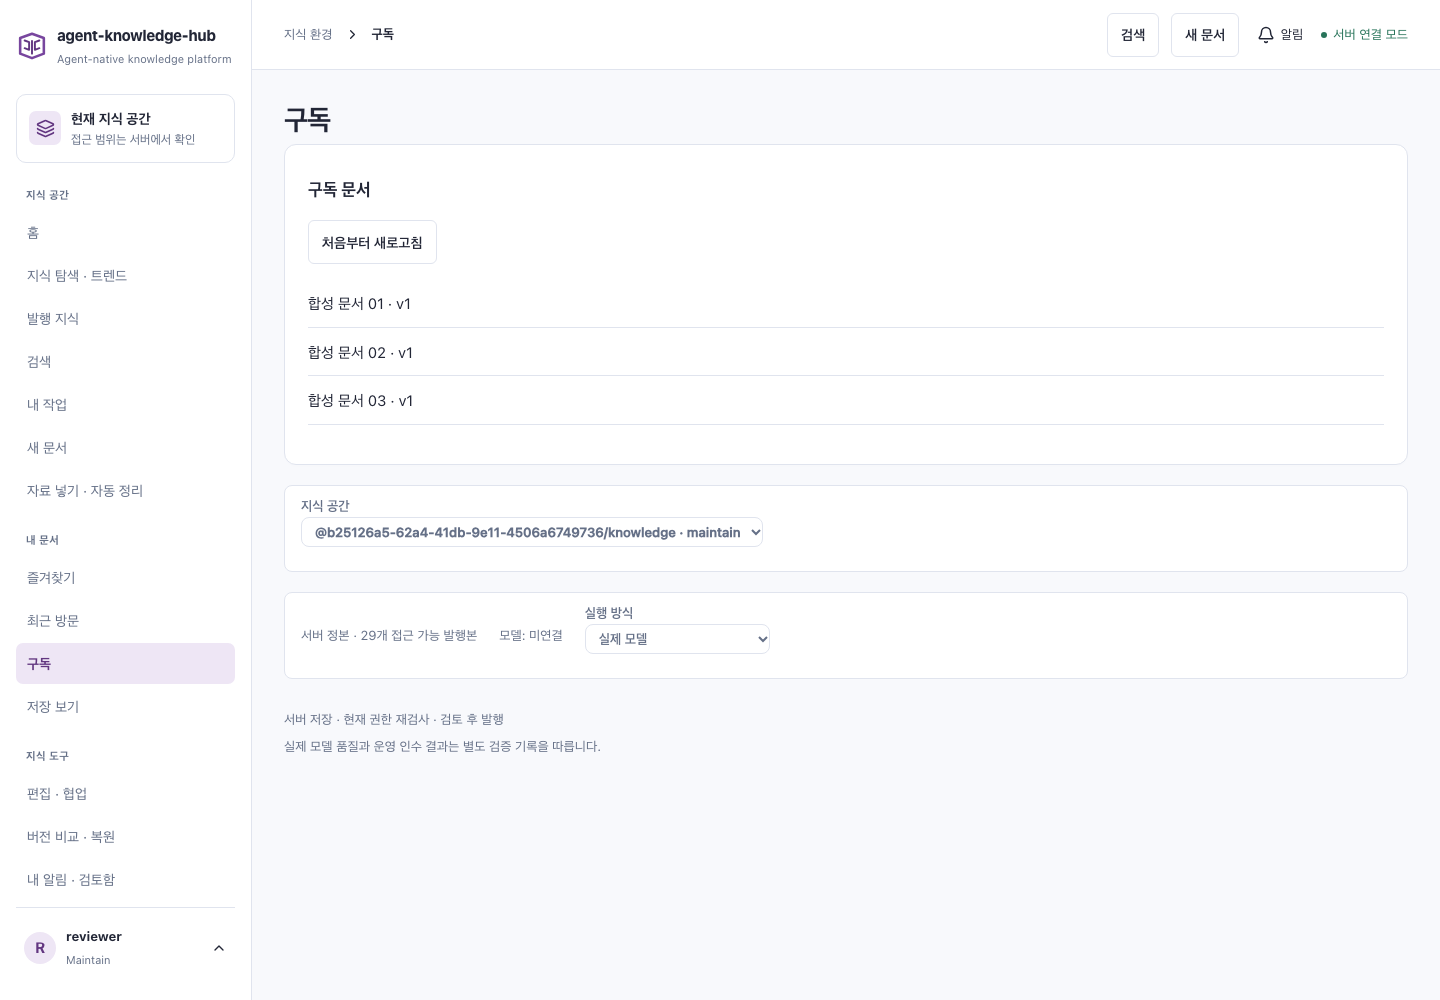 agent-knowledge-hub
Agent-native knowledge platform
현재 지식 공간
접근 범위는 서버에서 확인
지식 공간
홈
지식 탐색 · 트렌드
발행 지식
검색
내 작업
새 문서
자료 넣기 · 자동 정리
내 문서
즐겨찾기
최근 방문
구독
저장 보기
지식 도구
편집 · 협업
버전 비교 · 복원
내 알림 · 검토함
R
reviewer
Maintain
지식 환경 > 구독
검색
새 문서
알림
서버 연결 모드
구독
구독 문서
처음부터 새로고침
합성 문서 01 · v1
합성 문서 02 · v1
합성 문서 03 · v1
지식 공간
@b25126a5-62a4-41db-9e11-4506a6749736/knowledge · maintain
서버 정본 · 29개 접근 가능 발행본
모델: 미연결
실행 방식
실제 모델
서버 저장 · 현재 권한 재검사 · 검토 후 발행
실제 모델 품질과 운영 인수 결과는 별도 검증 기록을 따릅니다.